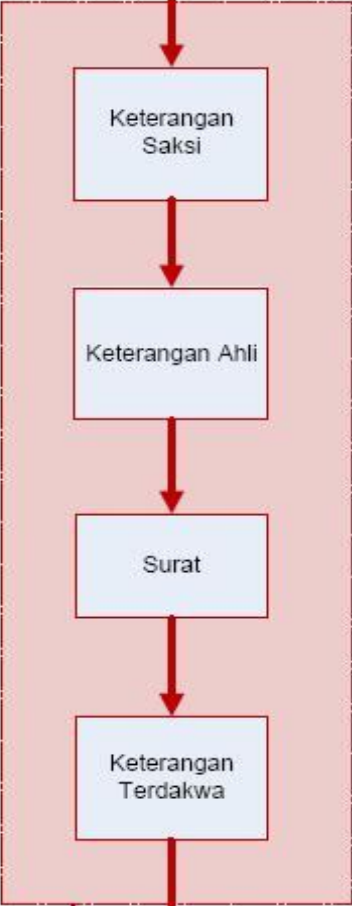 Keterangan
Saksi
Keterangan Ahli
Surat
Keterangan
Terdakwa